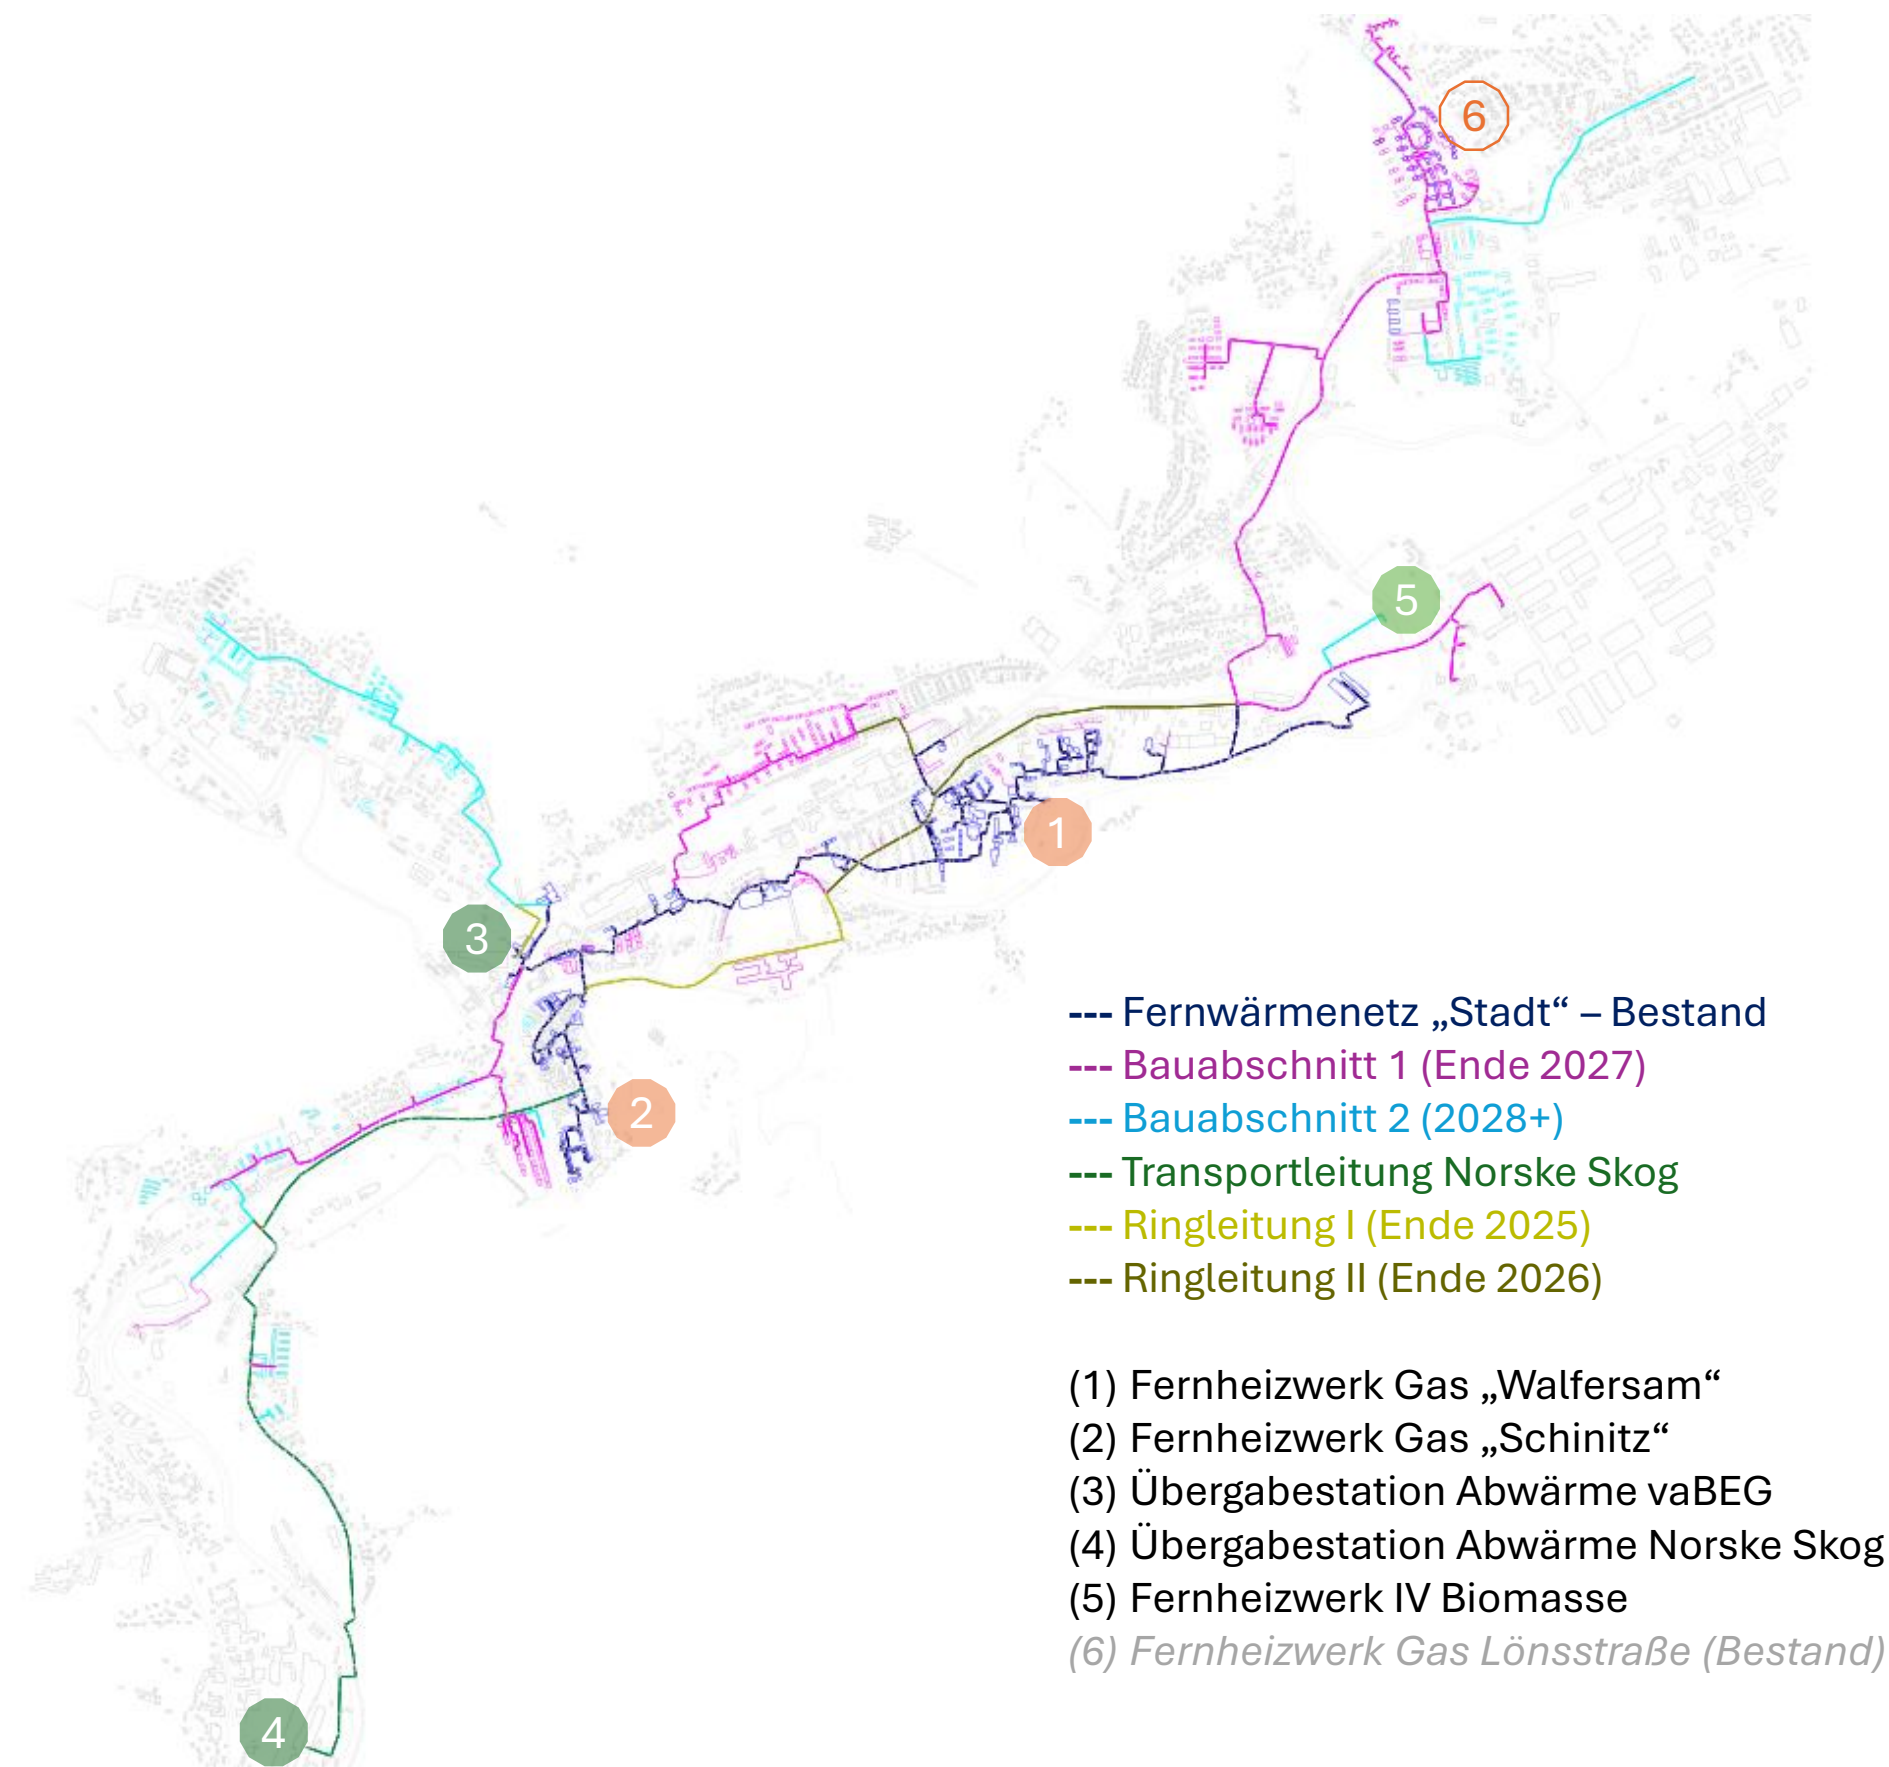 6
5
1
3
2
4
--- Fernwärmenetz „Stadt“ – Bestand
--- Bauabschnitt 1 (Ende 2027)
--- Bauabschnitt 2 (2028+)
--- Transportleitung Norske Skog
--- Ringleitung I (Ende 2025)
--- Ringleitung II (Ende 2026)
(1) Fernheizwerk Gas „Walfersam“
(2) Fernheizwerk Gas „Schinitz“
(3) Übergabestation Abwärme vaBEG
(4) Übergabestation Abwärme Norske Skog
(5) Fernheizwerk IV Biomasse
(6) Fernheizwerk Gas Lönsstraße (Bestand)